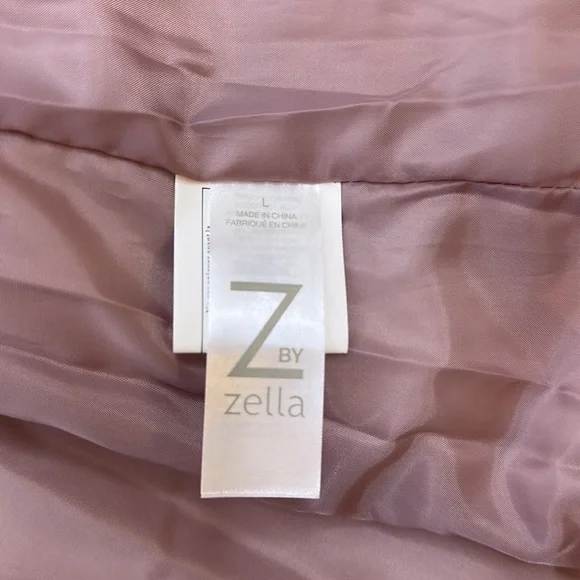 L
MADE IN CHINA
FABRIQUÉ EN CHINE
Z BY
zella